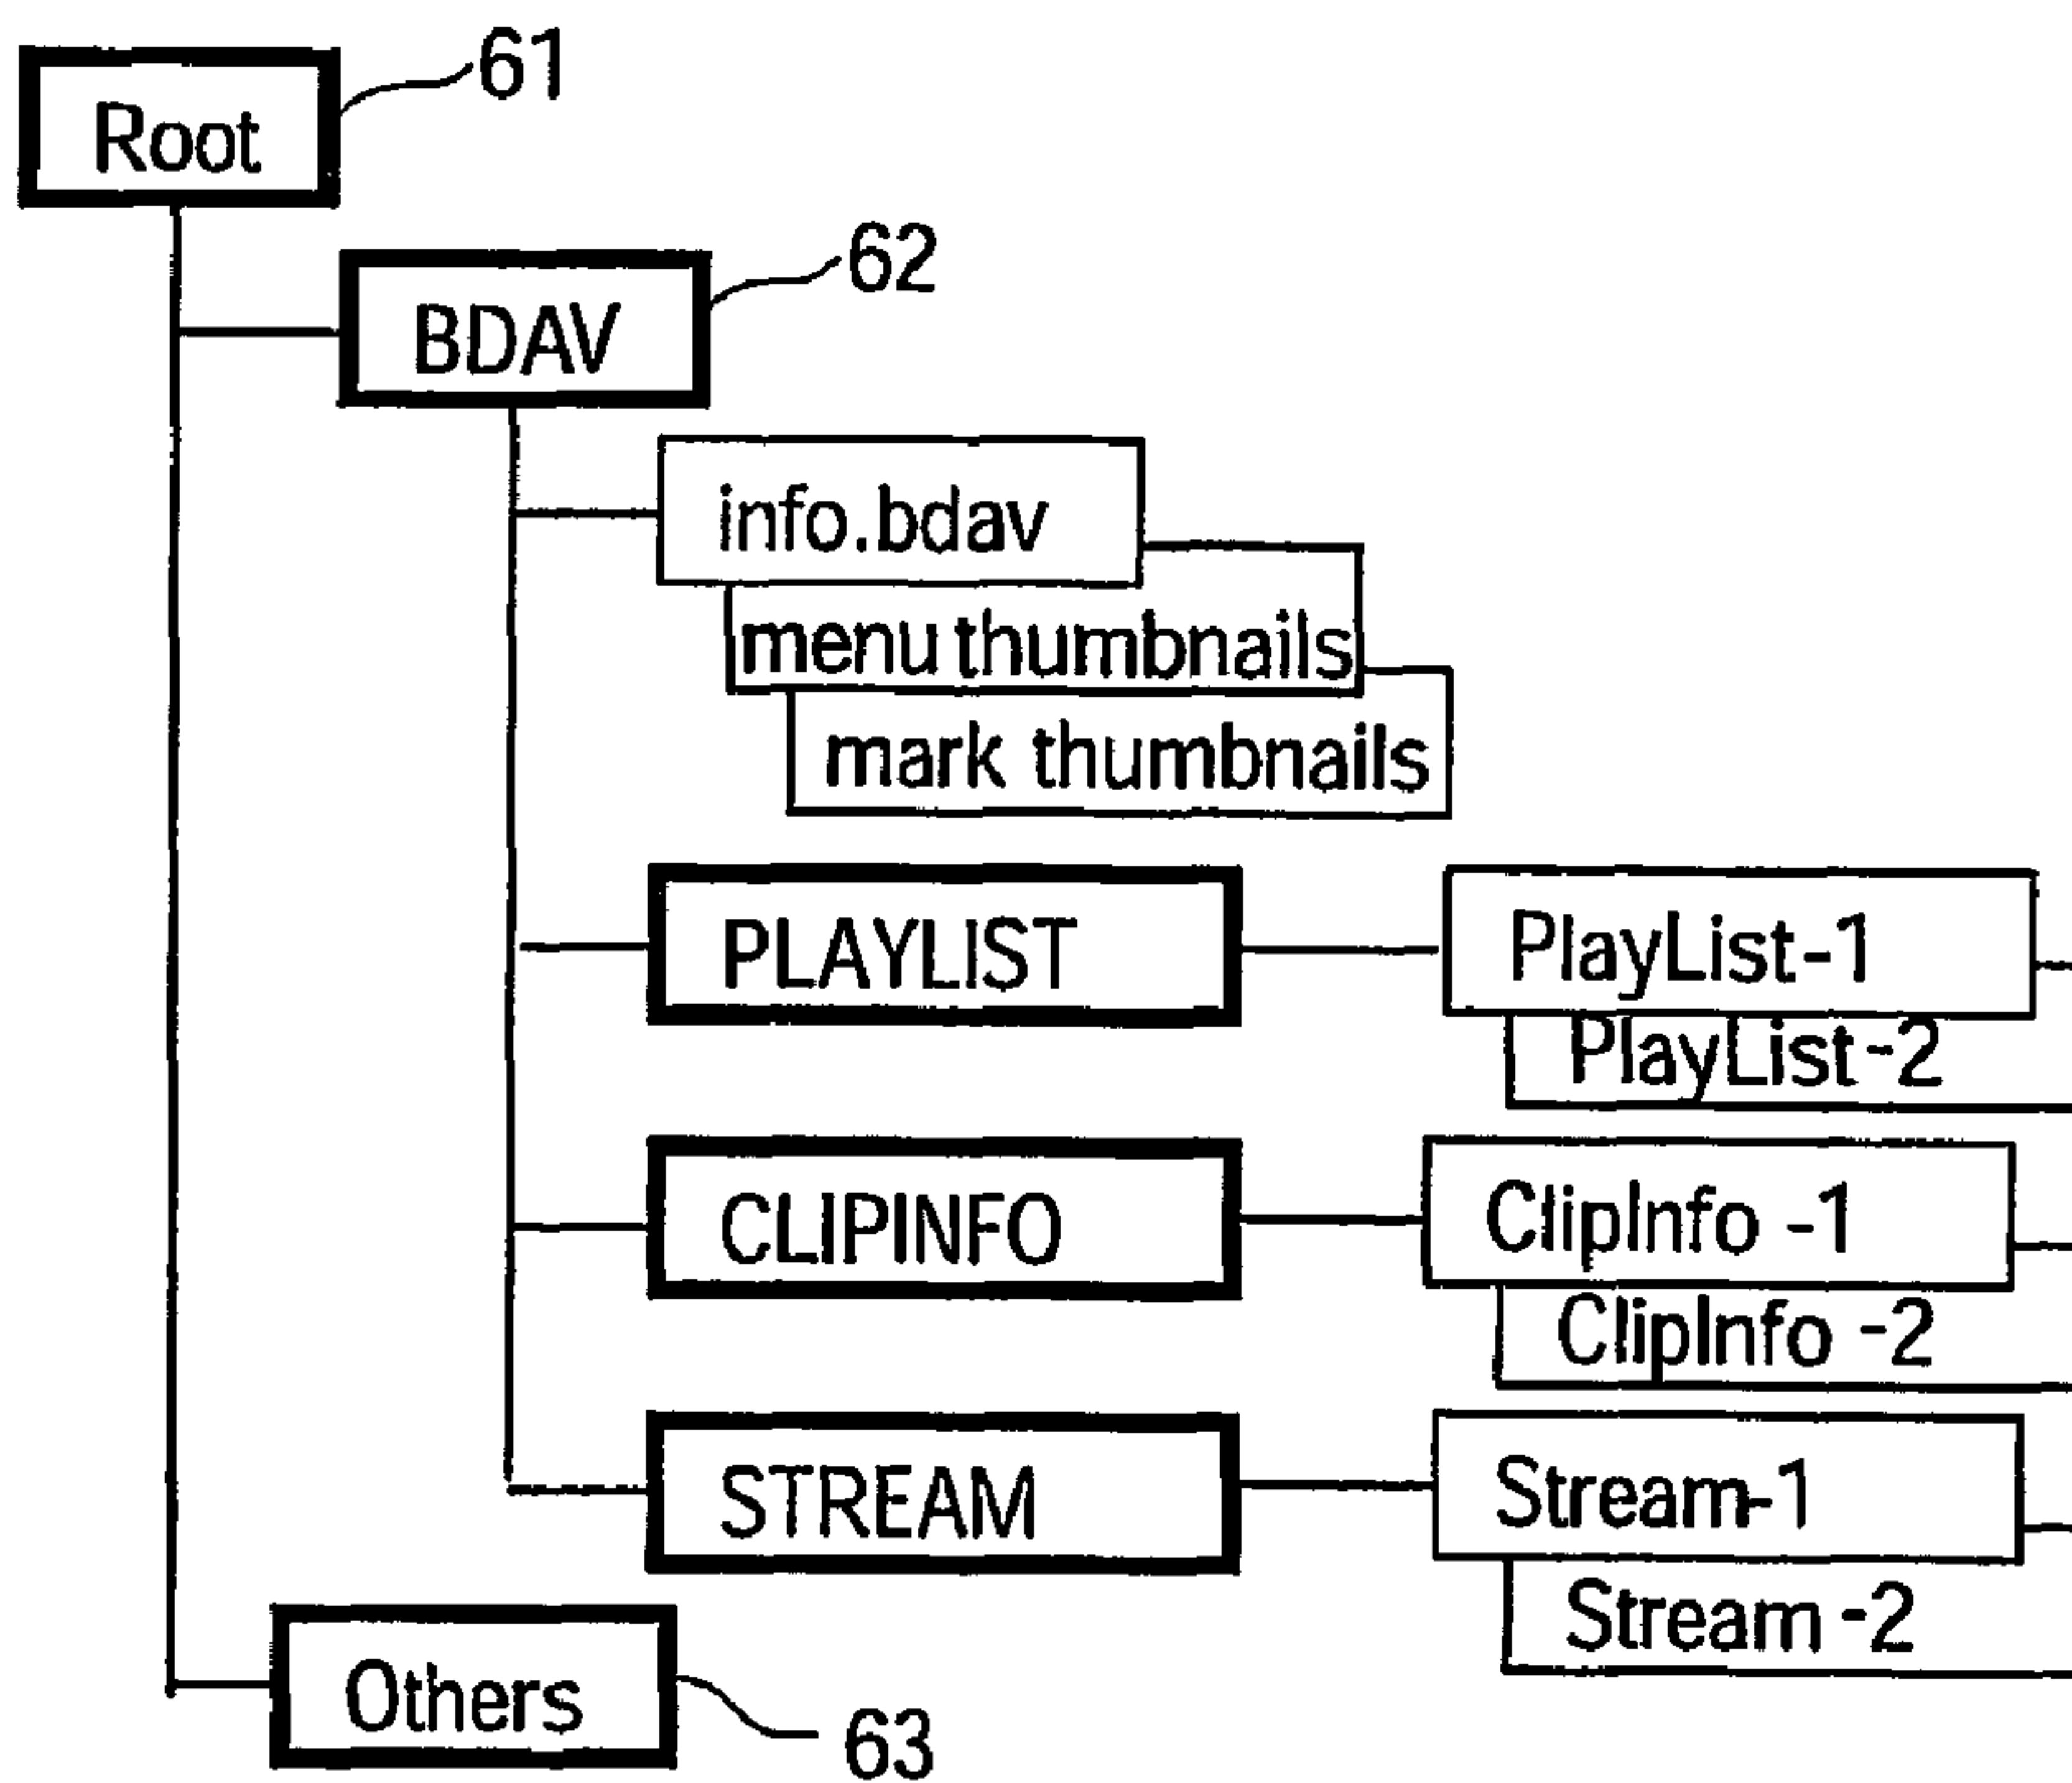 61
Root
62
BDAV
info.bdav
menu thumbnails
mark thumbnails
PLAYLIST
PlayList-1
PlayList-2
CLIPINFO
ClipInfo -1
ClipInfo -2
STREAM
Stream-1
Stream -2
Others
63